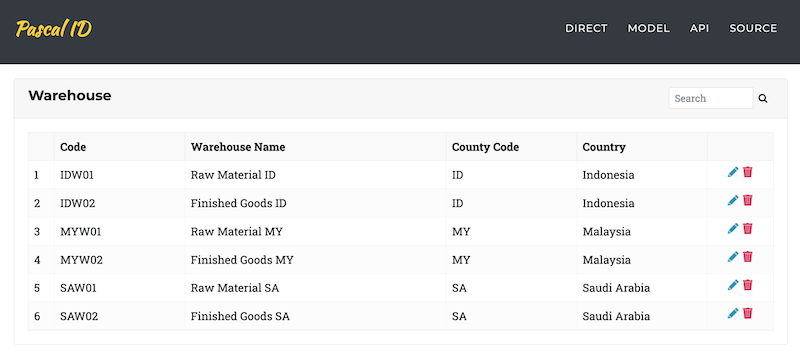 Pascal ID
DIRECT MODEL API SOURCE
Warehouse
Search
Code Warehouse Name County Code Country
1 IDW01 Raw Material ID ID Indonesia
2 IDW02 Finished Goods ID ID Indonesia
3 MYW01 Raw Material MY MY Malaysia
4 MYW02 Finished Goods MY MY Malaysia
5 SAW01 Raw Material SA SA Saudi Arabia
6 SAW02 Finished Goods SA SA Saudi Arabia